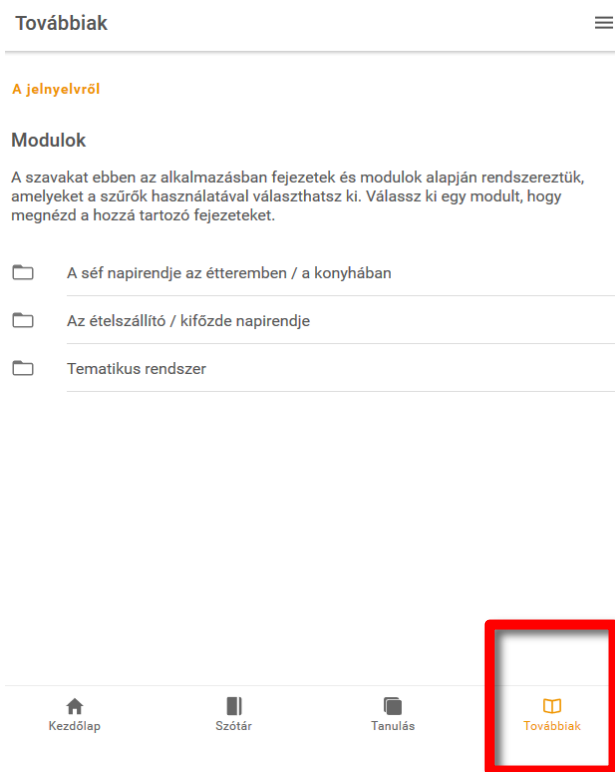 Továbbiak
A jelnyelvről
Modulok
A szavakat ebben az alkalmazásban fejezetek és modulok alapján rendszereztük,
amelyeket a szűrők használatával választhatsz ki. Válassz ki egy modult, hogy
megnézd a hozzá tartozó fejezeteket.
A séf napirendje az étteremben / a konyhában
Az ételszállító / kifőzde napirendje
Tematikus rendszer
Kezdőlap
Szótár
Tanulás
Továbbiak